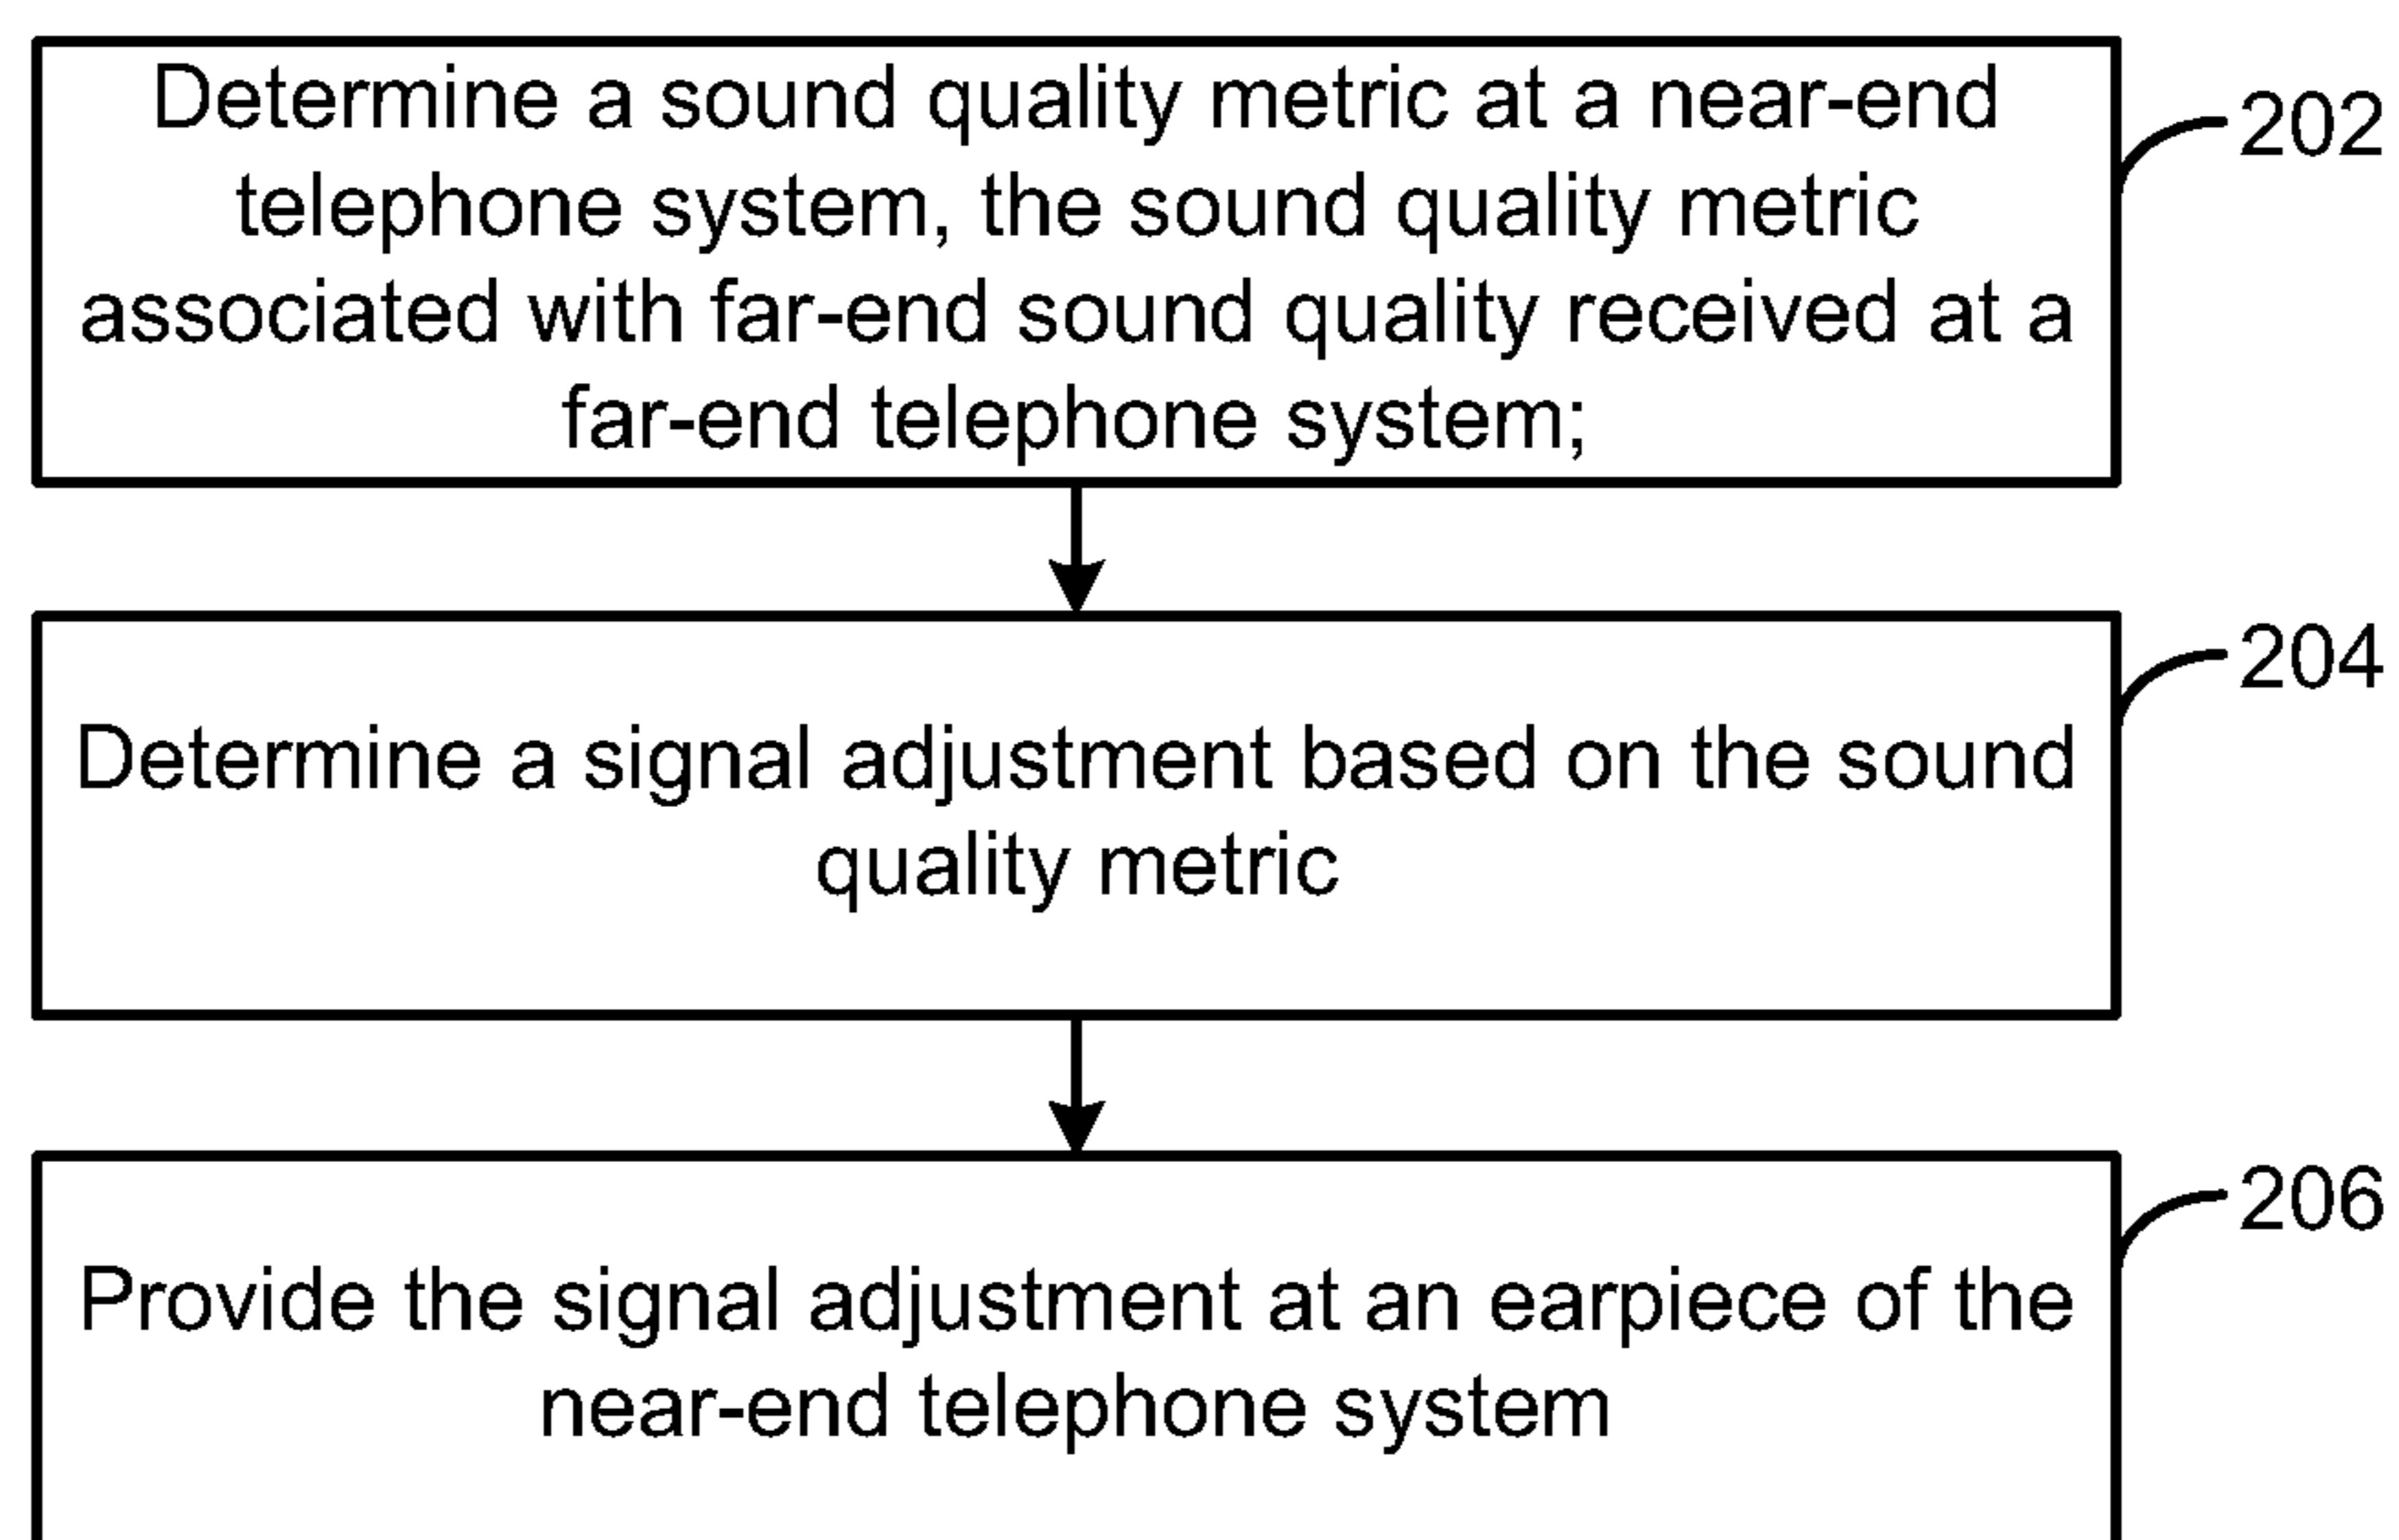 Determine a sound quality metric at a near-end
telephone system, the sound quality metric
associated with far-end sound quality received at a
far-end telephone system;
202
Determine a signal adjustment based on the sound
quality metric
204
Provide the signal adjustment at an earpiece of the
near-end telephone system
206